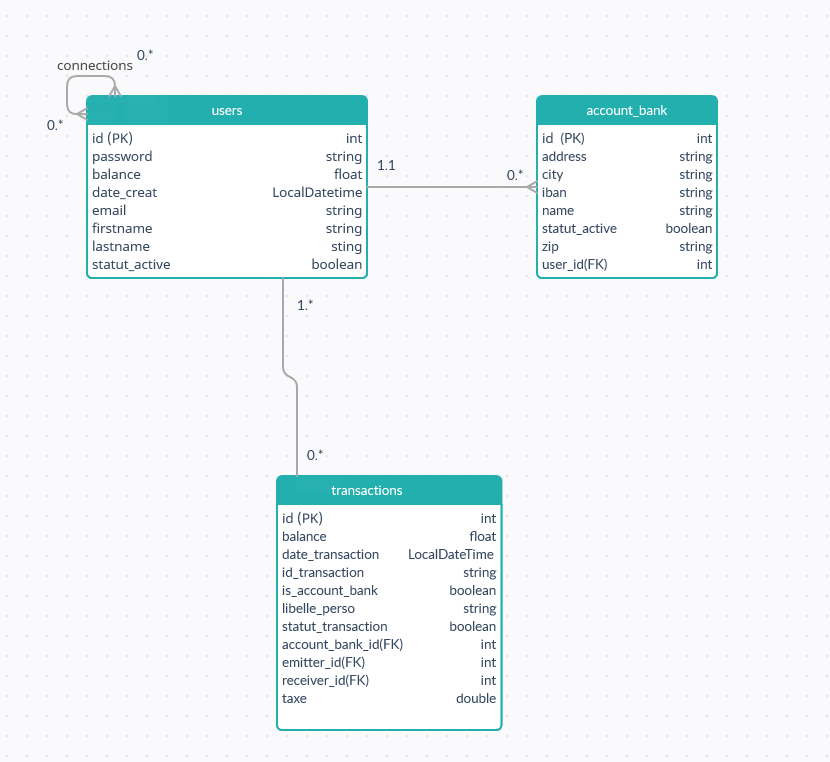 0.*
connections
0.*
users
id (PK) int
password string
balance float
date_creat LocalDatetime
email string
firstname string
lastname sting
statut_active boolean
1.1
0.*
account_bank
id (PK) int
address string
city string
iban string
name string
statut_active boolean
zip string
user_id(FK) int
1.*
0.*
transactions
id (PK) int
balance float
date_transaction LocalDateTime
id_transaction string
is_account_bank boolean
libelle_perso string
statut_transaction boolean
account_bank_id(FK) int
emitter_id(FK) int
receiver_id(FK) int
taxe double